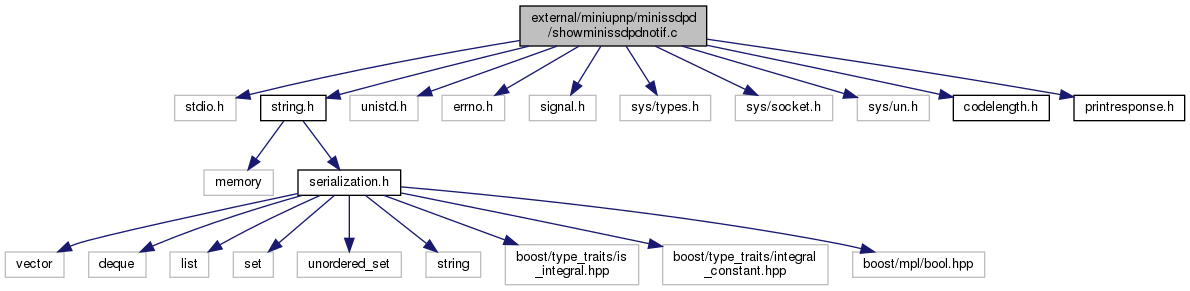 external/miniupnp/minissdpd
/showminissdpdnotif.c
stdio.h
string.h
unistd.h
errno.h
signal.h
sys/types.h
sys/socket.h
sys/un.h
codelength.h
printresponse.h
memory
serialization.h
vector
deque
list
set
unordered_set
string
boost/type_traits/is
_integral.hpp
boost/type_traits/integral
_constant.hpp
boost/mpl/bool.hpp